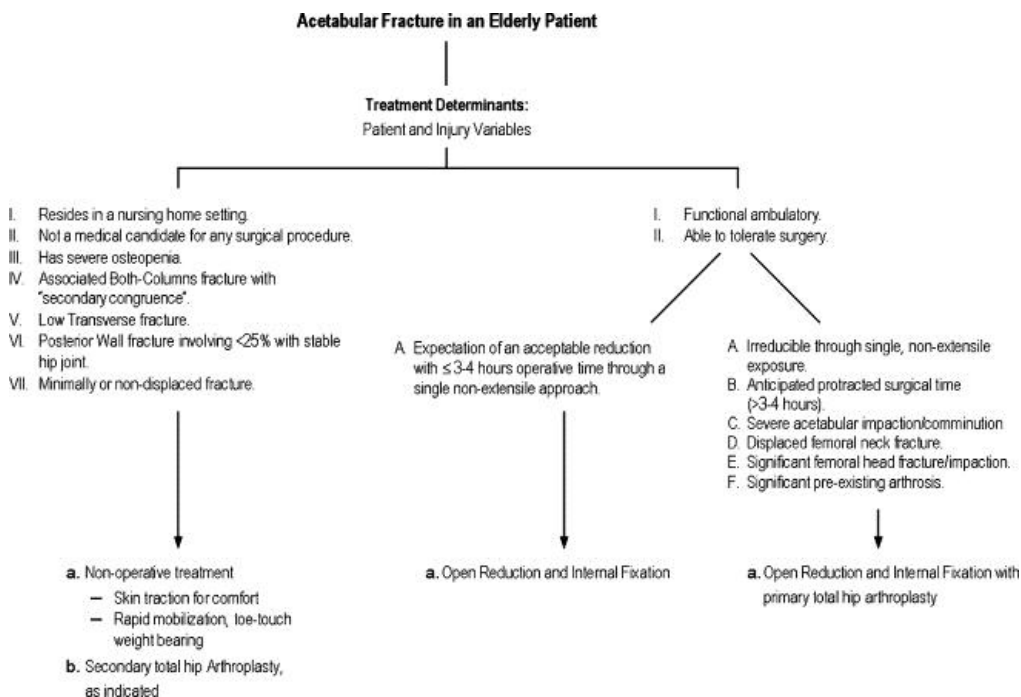 Acetabular Fracture in an Elderly Patient
Treatment Determinants:
Patient and Injury Variables
I. Resides in a nursing home setting.
II. Not a medical candidate for any surgical procedure.
III. Has severe osteopenia.
IV. Associated Both-Columns fracture with
"secondary congruence".
V. Low Transverse fracture.
VI. Posterior Wall fracture involving <25% with stable
hip joint.
VII. Minimally or non-displaced fracture.
a. Non-operative treatment
– Skin traction for comfort
– Rapid mobilization, toe-touch
weight bearing
b. Secondary total hip Arthroplasty,
as indicated
I. Functional ambulatory.
II. Able to tolerate surgery.
A. Expectation of an acceptable reduction
with ≤ 3-4 hours operative time through a
single non-extensile approach.
a. Open Reduction and Internal Fixation
A. Irreducible through single, non-extensile
exposure.
B. Anticipated protracted surgical time
(>3-4 hours).
C. Severe acetabular impaction/comminution
D. Displaced femoral neck fracture.
E. Significant femoral head fracture/impaction.
F. Significant pre-existing arthrosis.
a. Open Reduction and Internal Fixation with
primary total hip arthroplasty